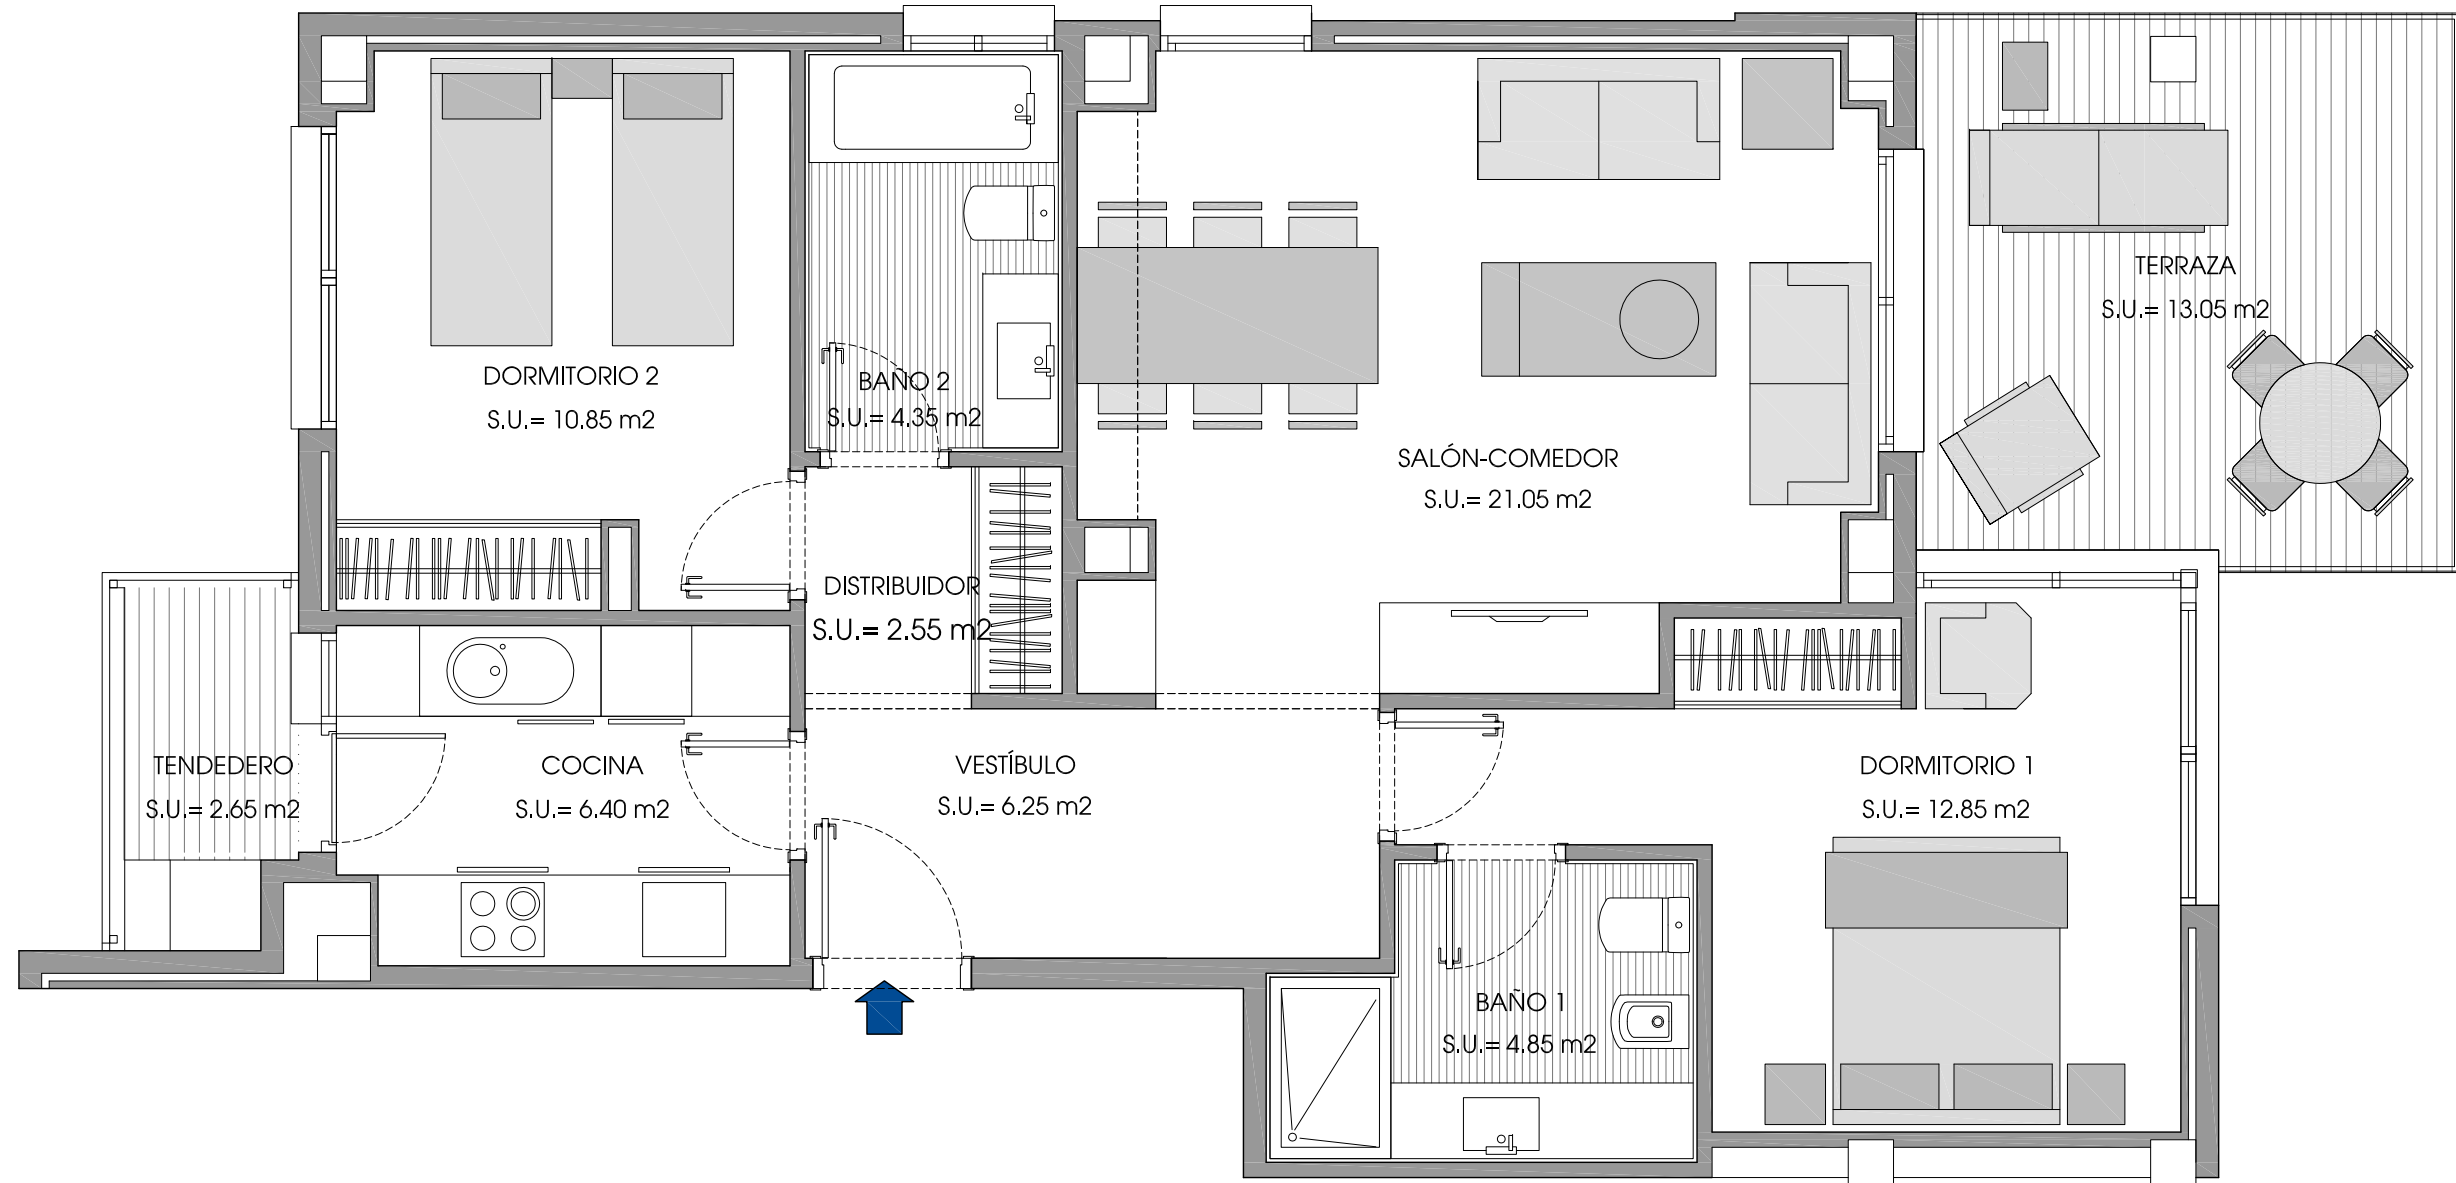 TERRAZA
S.U.= 13.05 m2
DORMITORIO 2
S.U.= 10.85 m2
BAÑO 2
S.U.= 4.35 m2
SALÓN-COMEDOR
S.U.= 21.05 m2
DISTRIBUIDOR
S.U.= 2.55 m2
TENDEDERO
S.U.= 2.65 m2
COCINA
S.U.= 6.40 m2
VESTÍBULO
S.U.= 6.25 m2
DORMITORIO 1
S.U.= 12.85 m2
BAÑO 1
S.U.= 4.85 m2